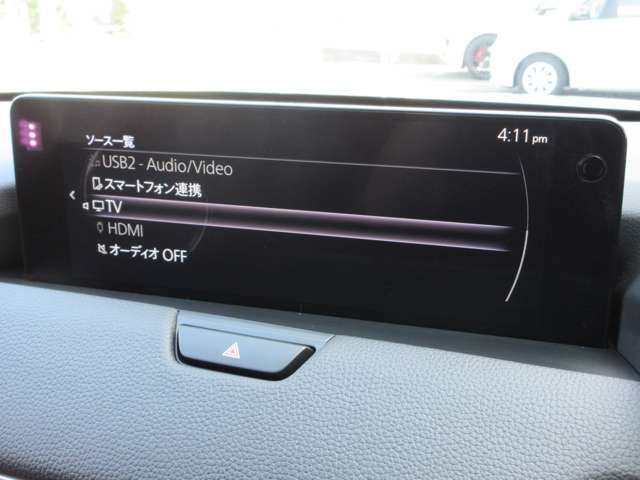 4:11 pm
ソース一覧
USB2 - Audio/Video
スマートフォン連携
TV
HDMI
オーディオ OFF